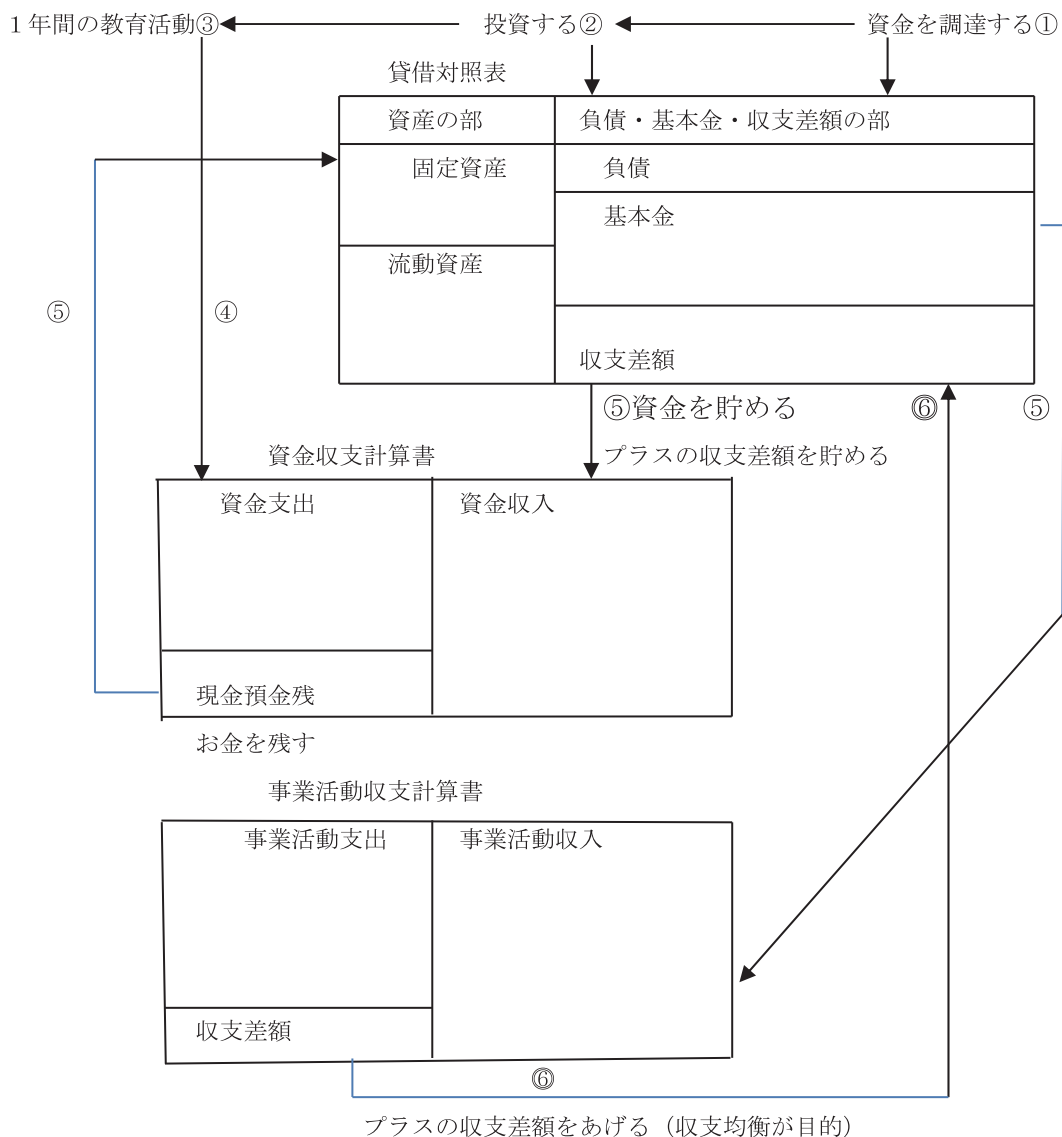 １年間の教育活動③ 投資する② 資金を調達する①
貸借対照表
資産の部 負債・基本金・収支差額の部
固定資産 負債
基本金
流動資産
⑤ ④
収支差額
⑤資金を貯める ⑥ ⑤
資金収支計算書 プラスの収支差額を貯める
資金支出 資金収入
現金預金残
お金を残す
事業活動収支計算書
事業活動支出 事業活動収入
収支差額
⑥
プラスの収支差額をあげる（収支均衡が目的）